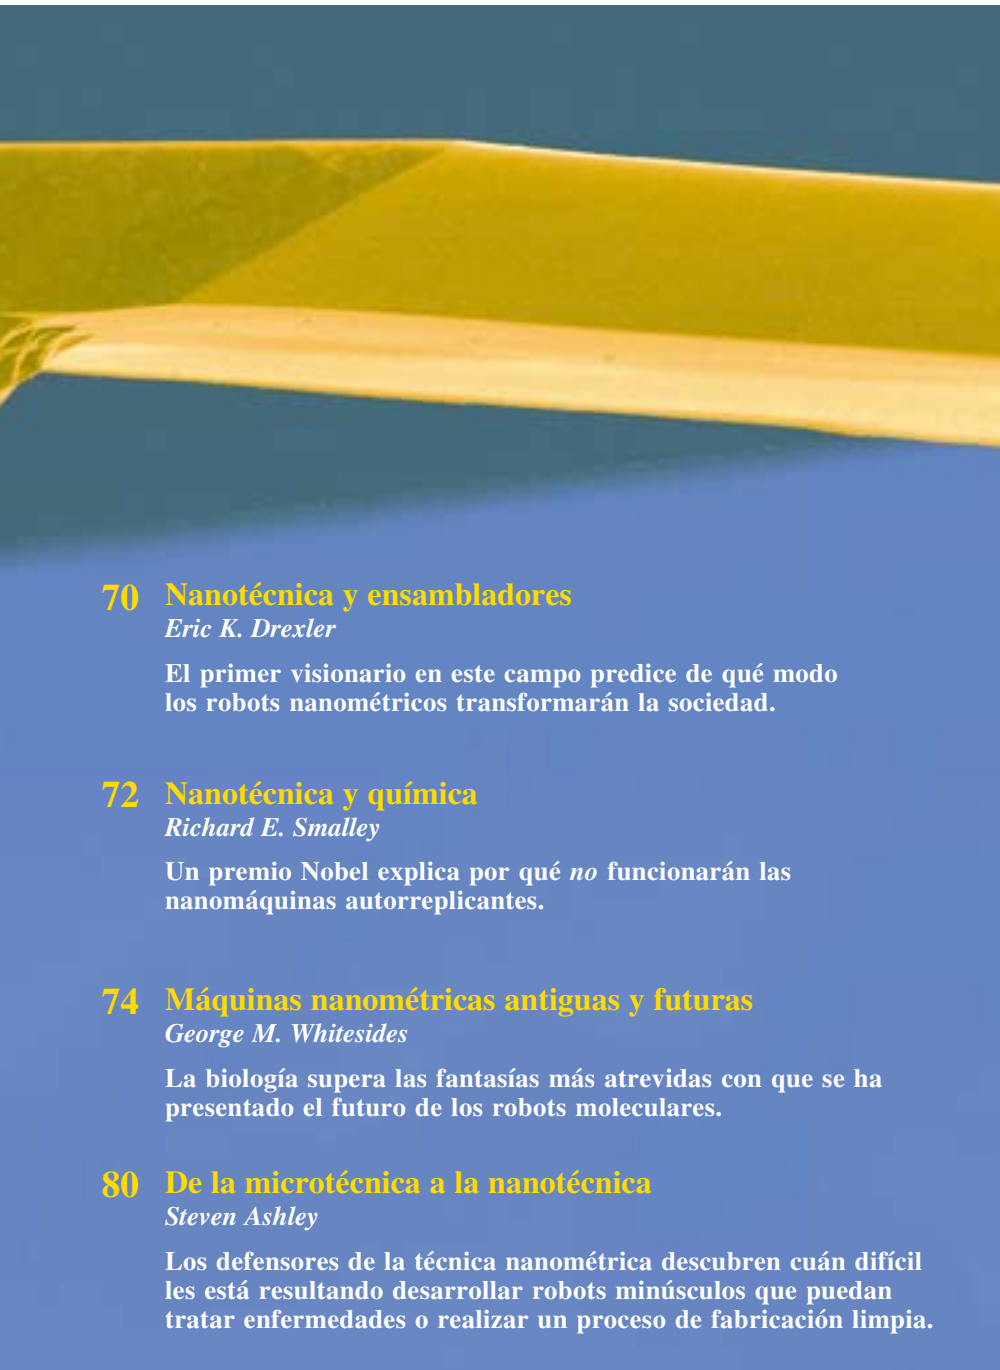 70 Nanotécnica y ensambladores
Eric K. Drexler
El primer visionario en este campo predice de qué modo
los robots nanométricos transformarán la sociedad.
72 Nanotécnica y química
Richard E. Smalley
Un premio Nobel explica por qué no funcionarán las
nanomáquinas autorreplicantes.
74 Máquinas nanométricas antiguas y futuras
George M. Whitesides
La biología supera las fantasías más atrevidas con que se ha
presentado el futuro de los robots moleculares.
80 De la microtécnica a la nanotécnica
Steven Ashley
Los defensores de la técnica nanométrica descubren cuán difícil
les está resultando desarrollar robots minúsculos que puedan
tratar enfermedades o realizar un proceso de fabricación limpia.